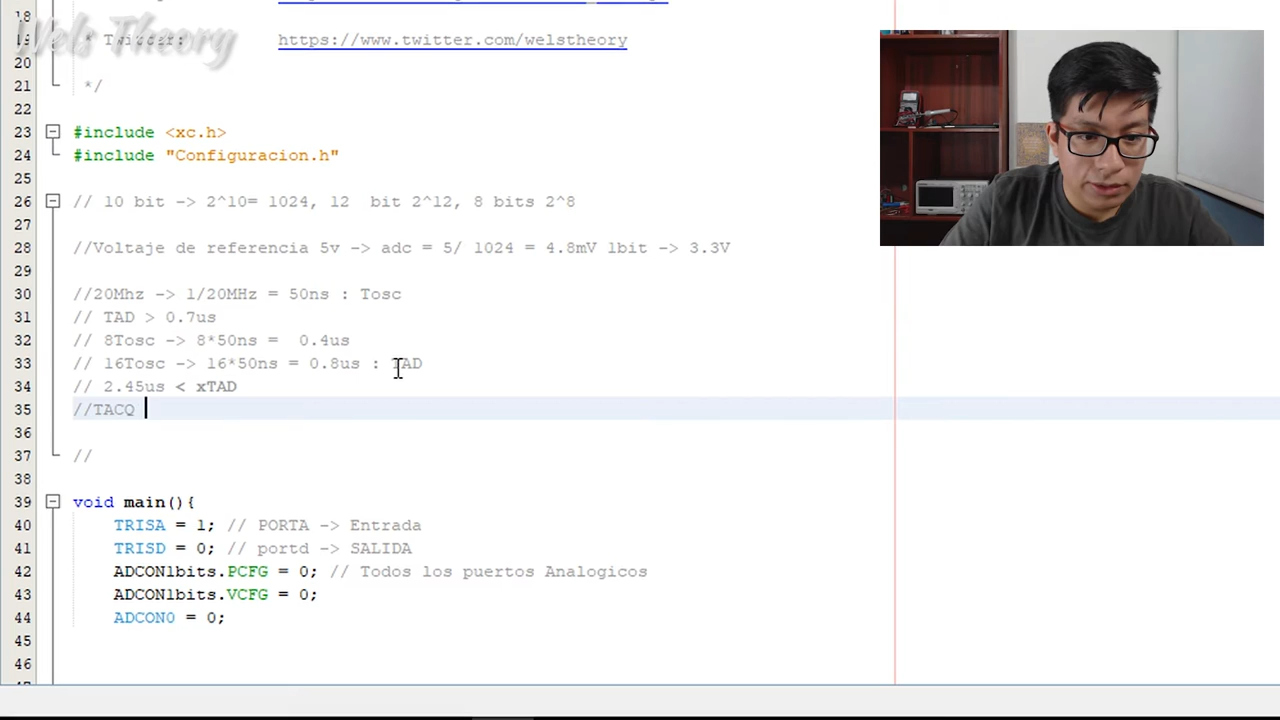 18
Wels Theory
19 * Twitter: https://www.twitter.com/welstheory
20
21 */
22
23 #include <xc.h>
24 #include "Configuracion.h"
25
26 // 10 bit -> 2^10= 1024, 12  bit 2^12, 8 bits 2^8
27
28 //Voltaje de referencia 5v -> adc = 5/ 1024 = 4.8mV 1bit -> 3.3V
29
30 //20Mhz -> 1/20MHz = 50ns : Tosc
31 // TAD > 0.7us
32 // 8Tosc -> 8*50ns =  0.4us
33 // 16Tosc -> 16*50ns = 0.8us : TAD
34 // 2.45us < xTAD
35 //TACQ
36
37 //
38
39 void main(){
40 TRISA = 1; // PORTA -> Entrada
41 TRISD = 0; // portd -> SALIDA
42 ADCON1bits.PCFG = 0; // Todos los puertos Analogicos
43 ADCON1bits.VCFG = 0;
44 ADCON0 = 0;
45
46